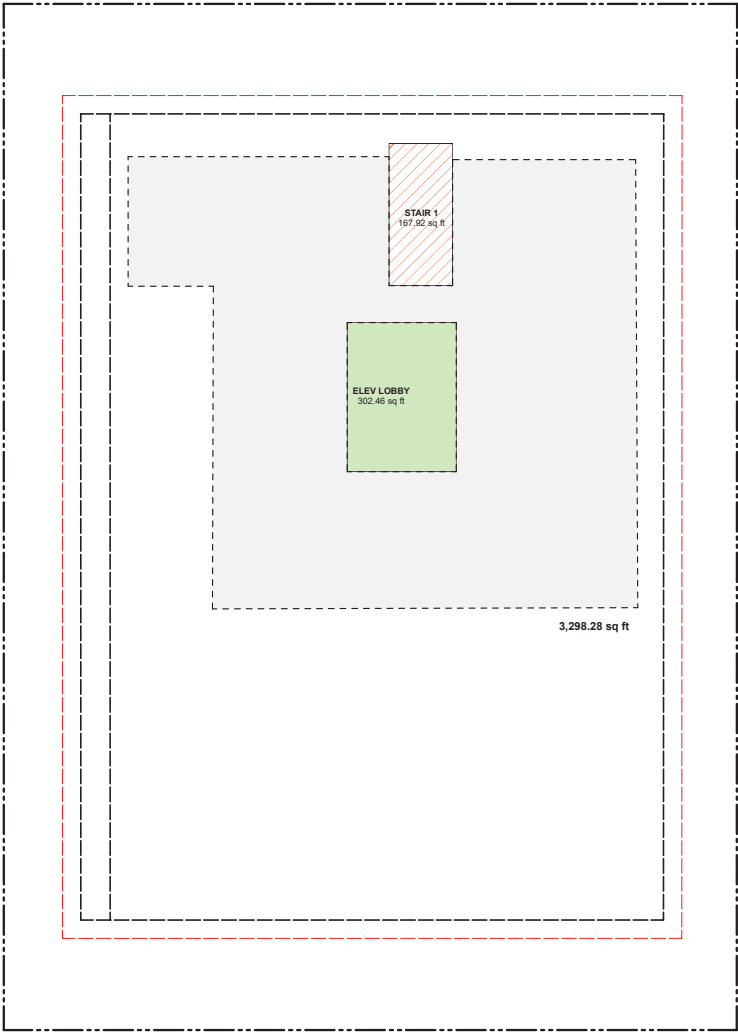 STAIR 1
167.92 sq ft
ELEV LOBBY
302.46 sq ft
3,298.28 sq ft